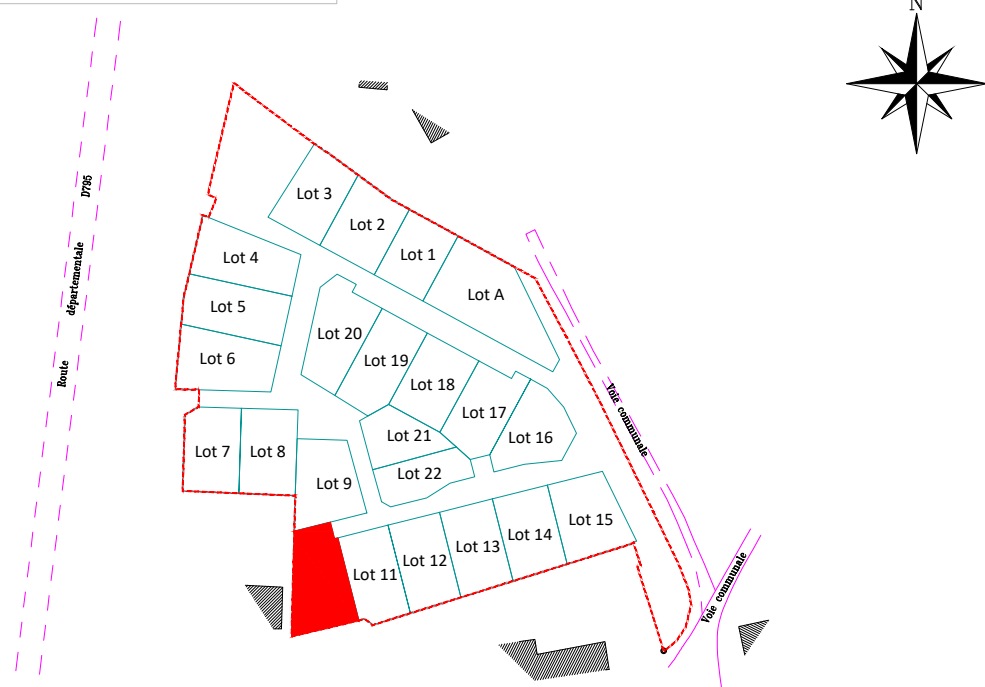 N
D795
départementale
Route
Lot 3
Lot 2
Lot 1
Lot A
Lot 4
Lot 5
Lot 6
Lot 20
Lot 19
Lot 18
Lot 17
Lot 16
Lot 21
Lot 22
Lot 7
Lot 8
Lot 9
Lot 15
Lot 14
Lot 13
Lot 12
Lot 11
Voie communale
Voie communale